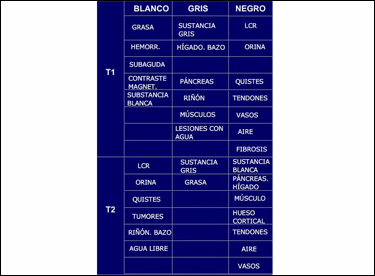 BLANCO GRIS NEGRO
T1
GRASA SUSTANCIA GRIS LCR
HEMORR. HÍGADO. BAZO ORINA
SUBAGUDA
CONTRASTE MAGNET. PÁNCREAS QUISTES
SUBSTANCIA BLANCA RIÑÓN TENDONES
MÚSCULOS VASOS
LESIONES CON AGUA AIRE
FIBROSIS
T2
LCR SUSTANCIA GRIS SUSTANCIA BLANCA
ORINA GRASA PÁNCREAS. HÍGADO
QUISTES MÚSCULO
TUMORES HUESO CORTICAL
RIÑÓN. BAZO TENDONES
AGUA LIBRE AIRE
VASOS